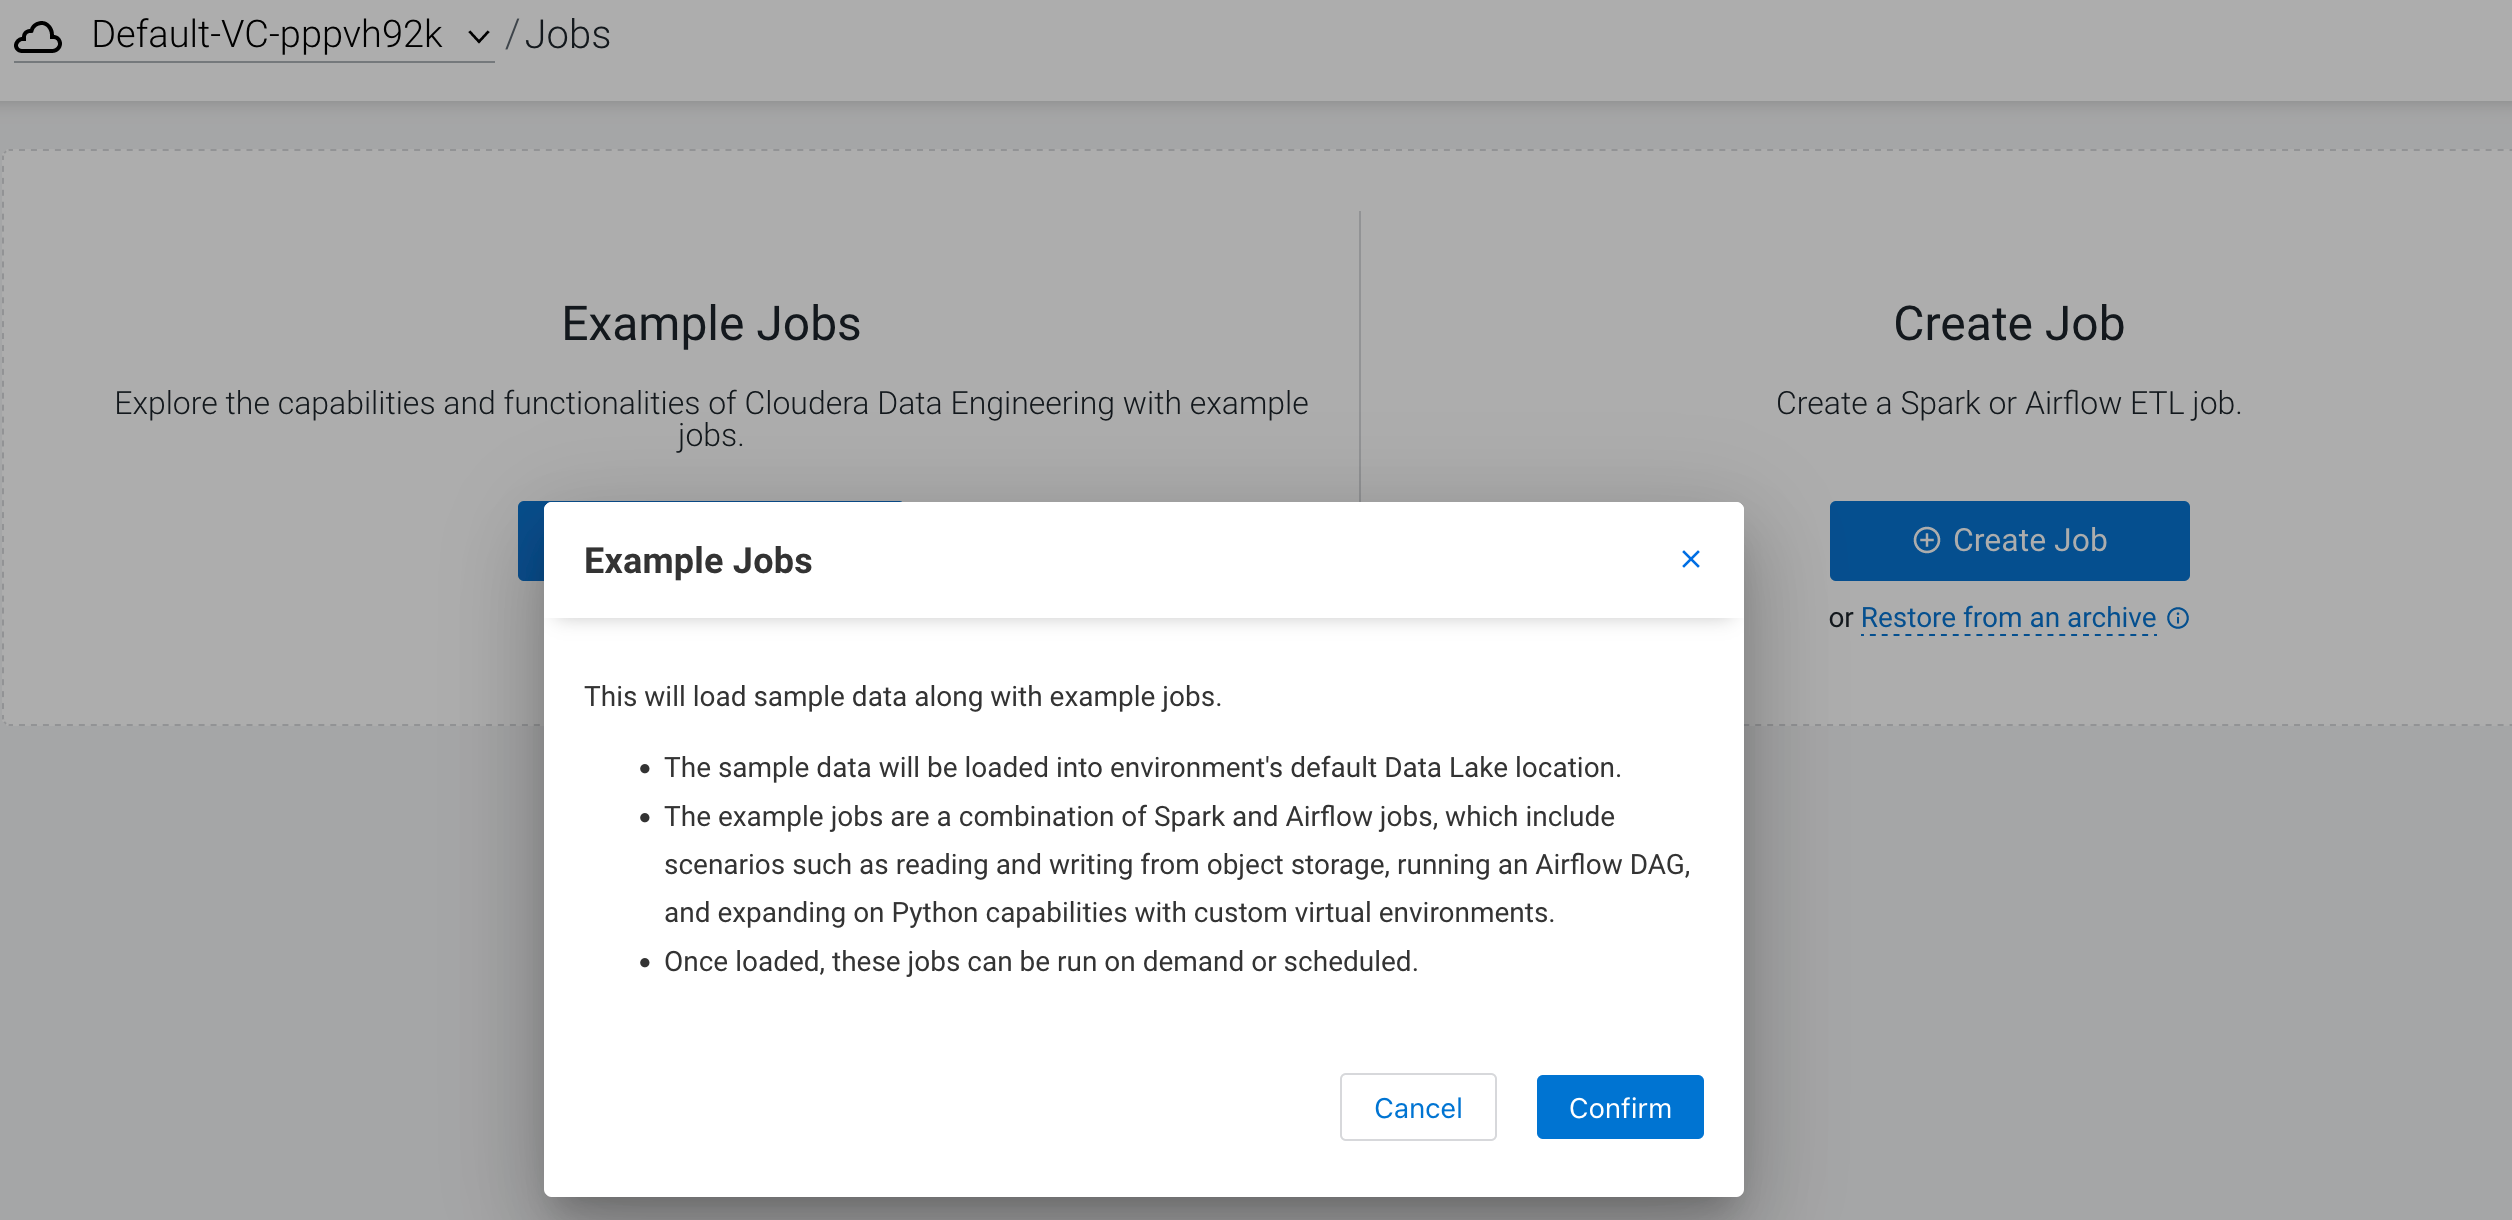 Default-VC-pppvh92k / Jobs
Example Jobs
Explore the capabilities and functionalities of Cloudera Data Engineering with example
jobs.
Create Job
Create a Spark or Airflow ETL job.
Create Job
or Restore from an archive
Example Jobs
This will load sample data along with example jobs.
• The sample data will be loaded into environment's default Data Lake location.
• The example jobs are a combination of Spark and Airflow jobs, which include
scenarios such as reading and writing from object storage, running an Airflow DAG,
and expanding on Python capabilities with custom virtual environments.
• Once loaded, these jobs can be run on demand or scheduled.
Cancel
Confirm